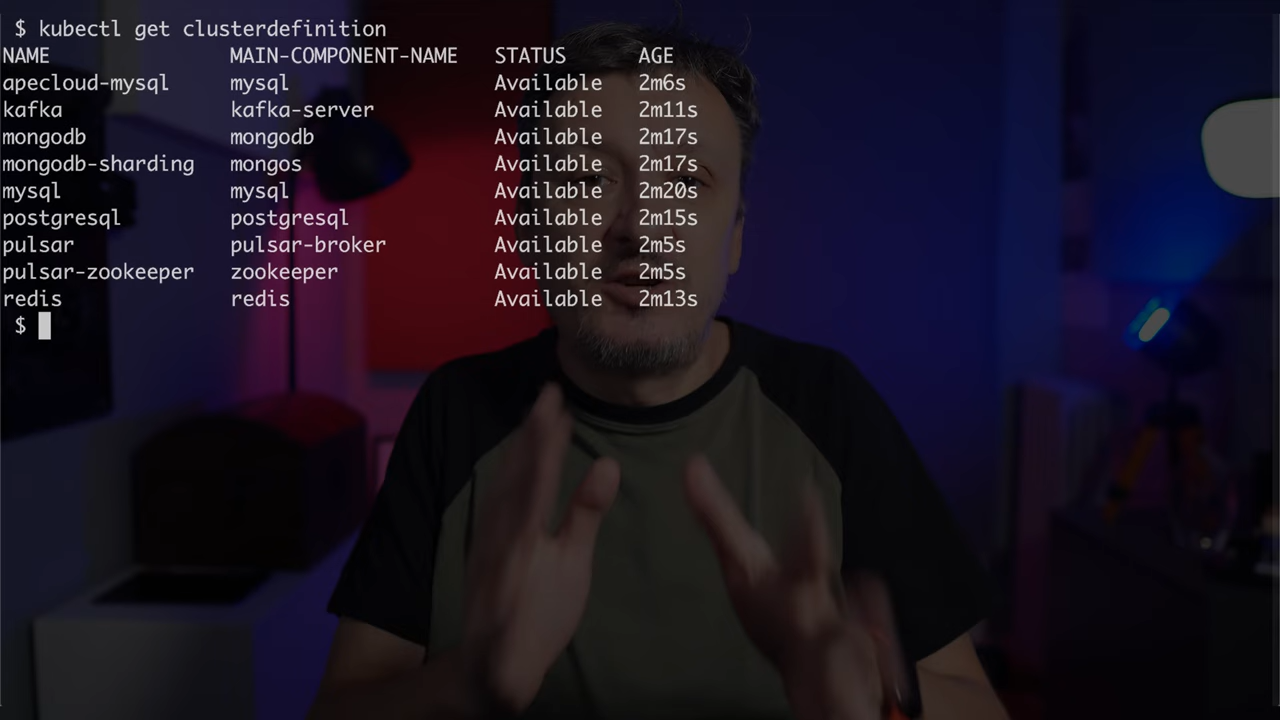 $ kubectl get clusterdefinition
NAME MAIN-COMPONENT-NAME STATUS AGE
apecloud-mysql mysql Available 2m6s
kafka kafka-server Available 2m11s
mongodb mongodb Available 2m17s
mongodb-sharding mongos Available 2m17s
mysql mysql Available 2m20s
postgresql postgresql Available 2m15s
pulsar pulsar-broker Available 2m5s
pulsar-zookeeper zookeeper Available 2m5s
redis redis Available 2m13s
$